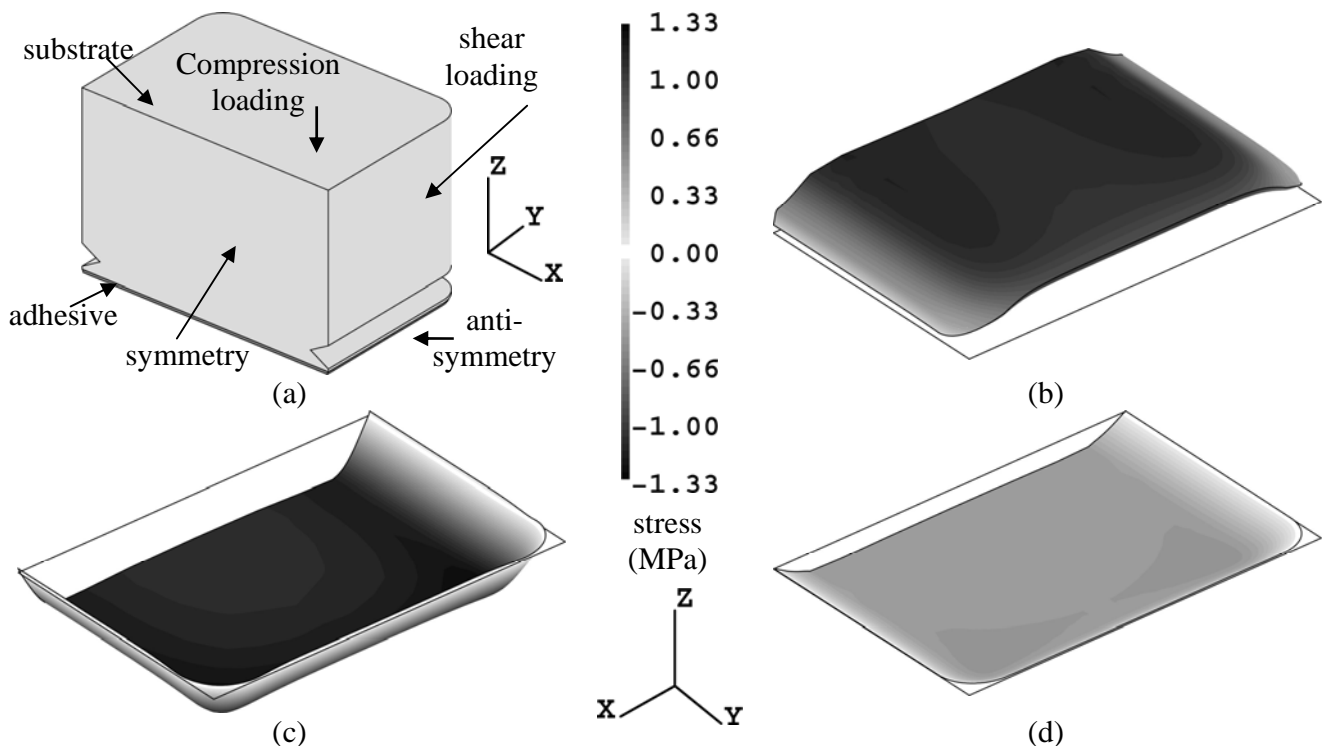 substrate
Compression
loading
shear
loading
Z
Y
X
adhesive
symmetry
anti-
symmetry
(a)
1.33
1.00
0.66
0.33
0.00
-0.33
-0.66
-1.00
-1.33
stress
(MPa)
(b)
Z
X
Y
(c)
(d)